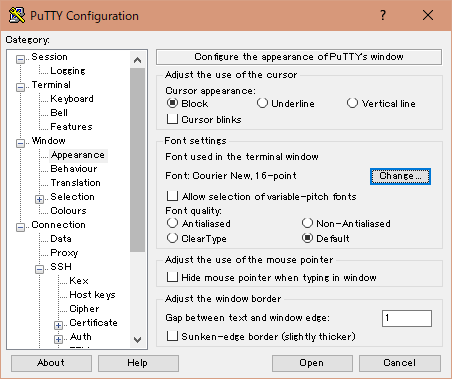 PuTTY Configuration
?
Category:
Session
Logging
Terminal
Keyboard
Bell
Features
Window
Appearance
Behaviour
Translation
Selection
Colours
Connection
Data
Proxy
SSH
Kex
Host keys
Cipher
Certificate
Auth
Configure the appearance of PuTTY's window
Adjust the use of the cursor
Cursor appearance:
Block Underline Vertical line
Cursor blinks
Font settings
Font used in the terminal window
Font: Courier New, 16-point Change...
Allow selection of variable-pitch fonts
Font quality:
Antialiased Non-Antialiased
ClearType Default
Adjust the use of the mouse pointer
Hide mouse pointer when typing in window
Adjust the window border
Gap between text and window edge: 1
Sunken-edge border (slightly thicker)
About Help Open Cancel